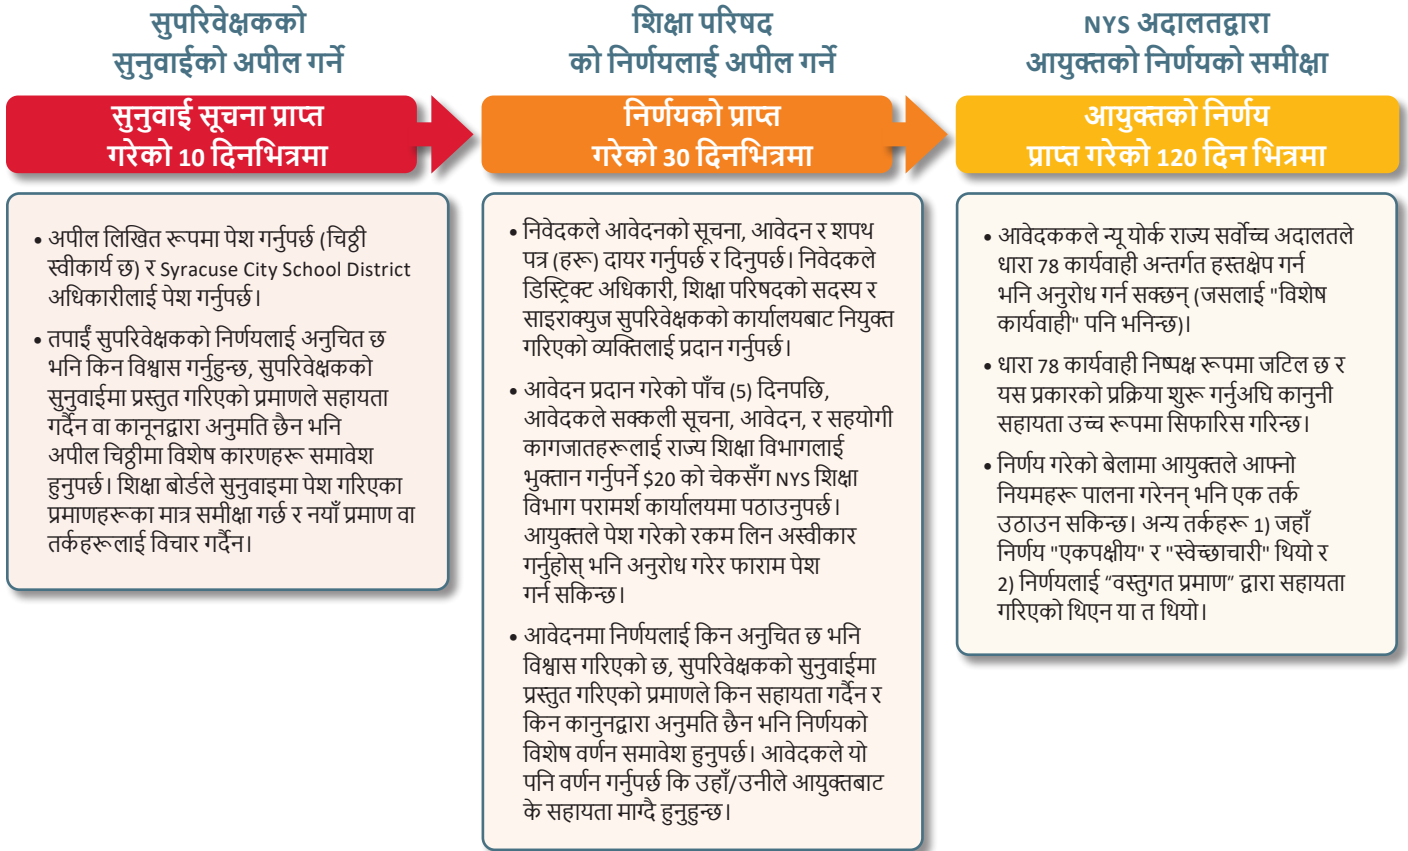 सुपरिवेक्षकको
सुनुवाईको अपील गर्ने
सुनुवाई सूचना प्राप्त
गरेको 10 दिनभित्रमा
• अपील लिखित रूपमा पेश गर्नुपर्छ (चिठ्ठी
स्वीकार्य छ) र Syracuse City School District
अधिकारीलाई पेश गर्नुपर्छ।
• तपाईं सुपरिवेक्षकको निर्णयलाई अनुचित छ
भनि किन विश्वास गर्नुहुन्छ, सुपरिवेक्षकको
सुनुवाईमा प्रस्तुत गरिएको प्रमाणले सहायता
गर्दैन वा कानूनद्वारा अनुमति छैन भनि
अपील चिठ्ठीमा विशेष कारणहरू समावेश
हुनुपर्छ। शिक्षा बोर्डले सुनुवाइमा पेश गरिएका
प्रमाणहरूका मात्र समीक्षा गर्छ र नयाँ प्रमाण वा
तर्कहरूलाई विचार गर्दैन।
शिक्षा परिषद
को निर्णयलाई अपील गर्ने
निर्णयको प्राप्त
गरेको 30 दिनभित्रमा
• निवेदकले आवेदनको सूचना, आवेदन र शपथ
पत्र (हरू) दायर गर्नुपर्छ र दिनुपर्छ। निवेदकले
डिस्ट्रिक्ट अधिकारी, शिक्षा परिषदको सदस्य र
साइराक्युज सुपरिवेक्षकको कार्यालयबाट नियुक्त
गरिएको व्यक्तिलाई प्रदान गर्नुपर्छ।
• आवेदन प्रदान गरेको पाँच (5) दिनपछि,
आवेदकले सक्कली सूचना, आवेदन, र सहयोगी
कागजातहरूलाई राज्य शिक्षा विभागलाई
भुक्तान गर्नुपर्ने $20 को चेकसँग NYS शिक्षा
विभाग परामर्श कार्यालयमा पठाउनुपर्छ।
आयुक्तले पेश गरेको रकम लिन अस्वीकार
गर्नुहोस् भनि अनुरोध गरेर फाराम पेश
गर्न सकिन्छ।
• आवेदनमा निर्णयलाई किन अनुचित छ भनि
विश्वास गरिएको छ, सुपरिवेक्षकको सुनुवाईमा
प्रस्तुत गरिएको प्रमाणले किन सहायता गर्दैन र
किन कानुनद्वारा अनुमति छैन भनि निर्णयको
विशेष वर्णन समावेश हुनुपर्छ। आवेदकले यो
पनि वर्णन गर्नुपर्छ कि उहाँ/उनीले आयुक्तबाट
के सहायता माग्दै हुनुहुन्छ।
NYS अदालतद्वारा
आयुक्तको निर्णयको समीक्षा
आयुक्तको निर्णय
प्राप्त गरेको 120 दिन भित्रमा
• आवेदककले न्यू योर्क राज्य सर्वोच्च अदालतले
धारा 78 कार्यवाही अन्तर्गत हस्तक्षेप गर्न
भनि अनुरोध गर्न सक्छन् (जसलाई "विशेष
कार्यवाही" पनि भनिन्छ)।
• धारा 78 कार्यवाही निष्पक्ष रूपमा जटिल छ र
यस प्रकारको प्रक्रिया शुरू गर्नुअघि कानुनी
सहायता उच्च रूपमा सिफारिस गरिन्छ।
• निर्णय गरेको बेलामा आयुक्तले आफ्नो
नियमहरू पालना गरेनन् भनि एक तर्क
उठाउन सकिन्छ। अन्य तर्कहरू 1) जहाँ
निर्णय "एकपक्षीय" र "स्वेच्छाचारी" थियो र
2) निर्णयलाई “वस्तुगत प्रमाण” द्वारा सहायता
गरिएको थिएन या त थियो।